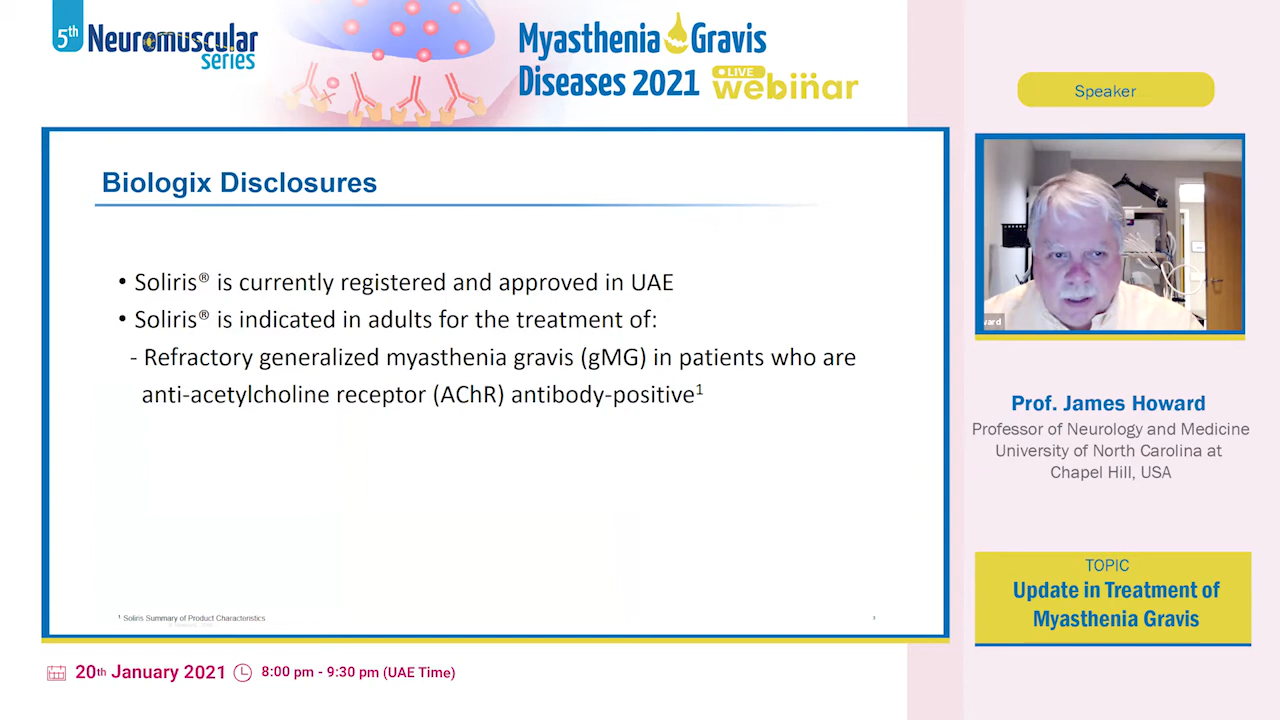 5th Neuromuscular
series
Myasthenia Gravis
Diseases 2021 LIVE webinar
Speaker
Biologix Disclosures
• Soliris® is currently registered and approved in UAE
• Soliris® is indicated in adults for the treatment of:
- Refractory generalized myasthenia gravis (gMG) in patients who are
anti-acetylcholine receptor (AChR) antibody-positive¹
¹ Soliris Summary of Product Characteristics
ward
Prof. James Howard
Professor of Neurology and Medicine
University of North Carolina at
Chapel Hill, USA
TOPIC
Update in Treatment of
Myasthenia Gravis
20th January 2021 8:00 pm - 9:30 pm (UAE Time)